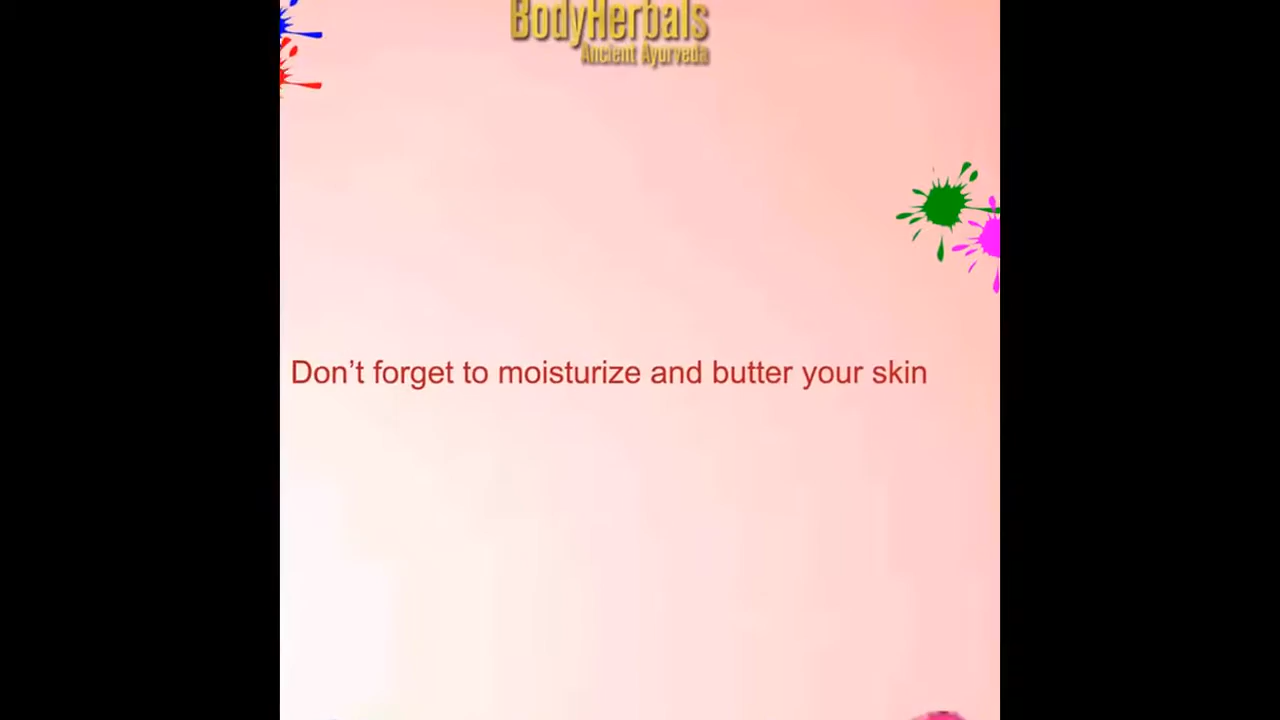 BodyHerbals
Ancient Ayurveda
Don’t forget to moisturize and butter your skin